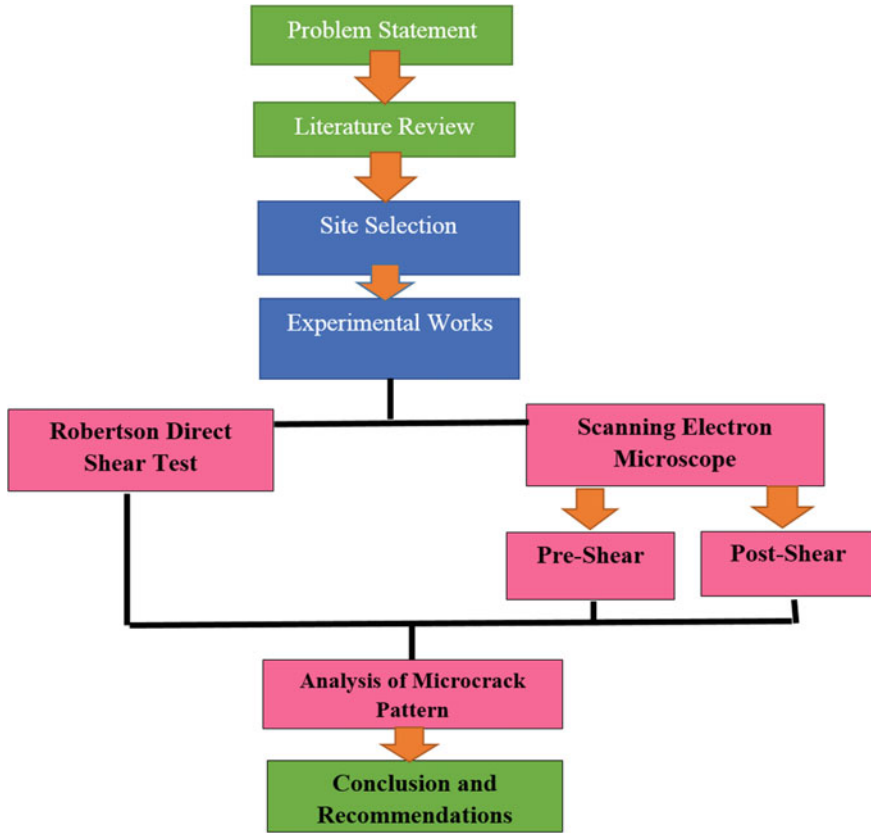 Problem Statement
Literature Review
Site Selection
Experimental Works
Robertson Direct
Shear Test
Scanning Electron
Microscope
Pre-Shear
Post-Shear
Analysis of Microcrack
Pattern
Conclusion and
Recommendations